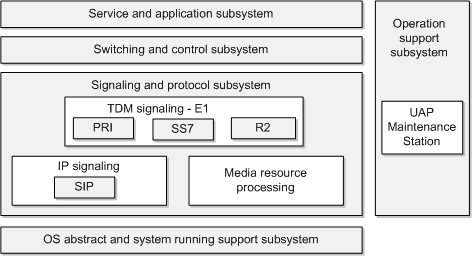 Service and application subsystem
Switching and control subsystem
Signaling and protocol subsystem
TDM signaling - E1
PRI
SS7
R2
IP signaling
SIP
Media resource
processing
OS abstract and system running support subsystem
Operation
support
subsystem
UAP
Maintenance
Station